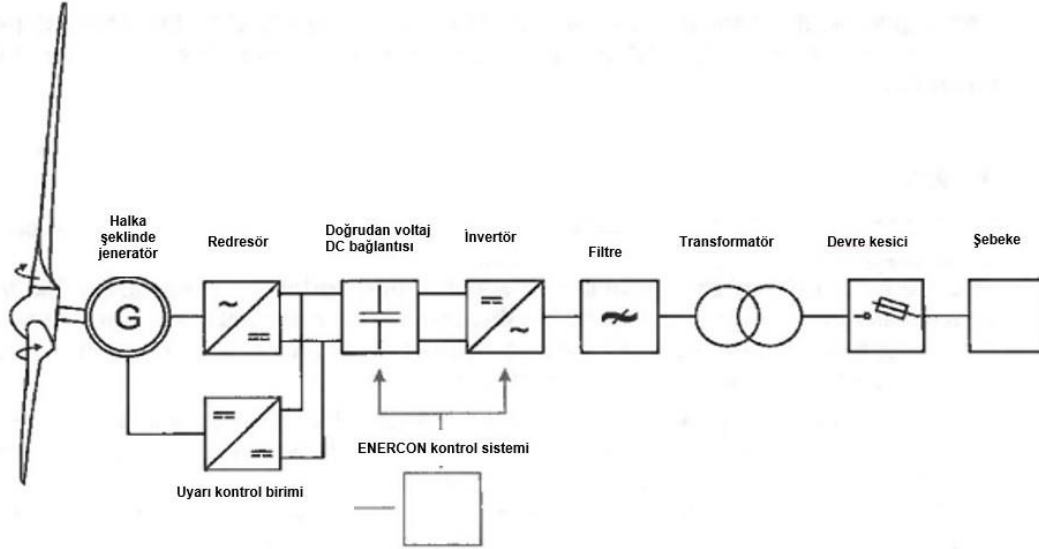 Halka
şeklinde
jeneratör
Redresör
Doğrudan voltaj
DC bağlantısı
İnvertör
Filtre
Transformatör
Devre kesici
Şebeke
G
ENERCON kontrol sistemi
Uyarı kontrol birimi